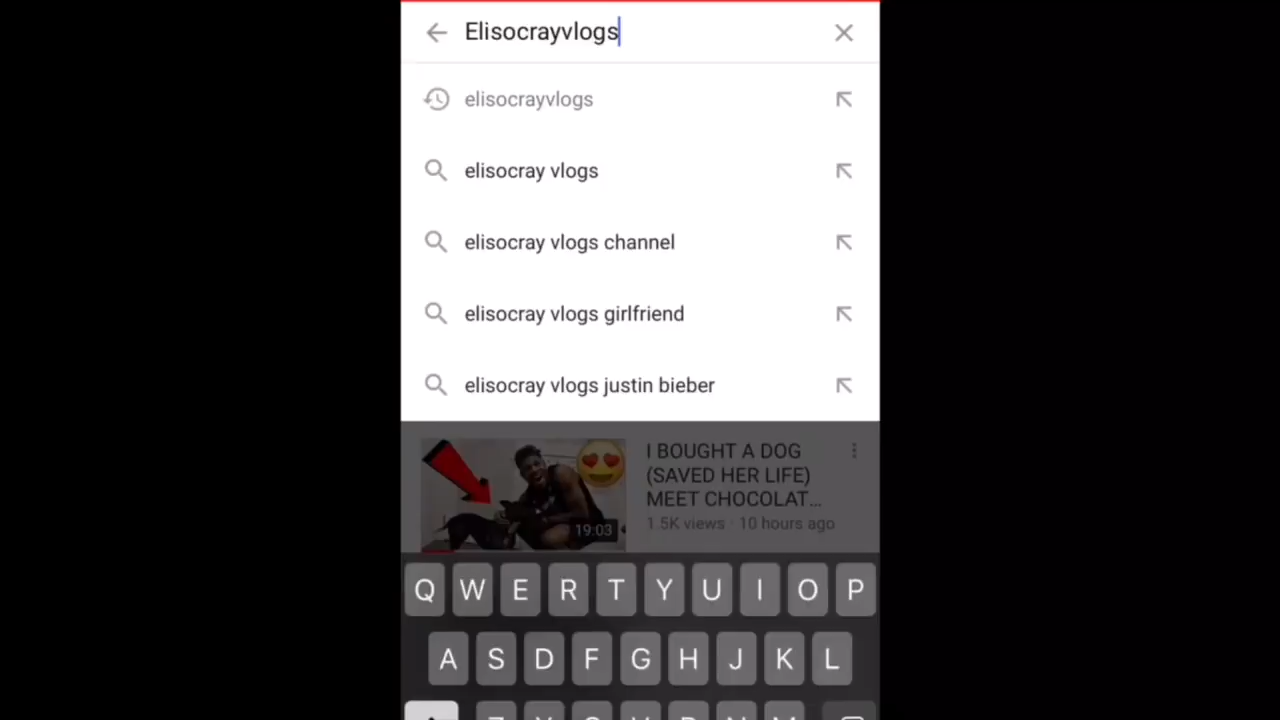 Elisocrayvlogs
elisocrayvlogs
elisocray vlogs
elisocray vlogs channel
elisocray vlogs girlfriend
elisocray vlogs justin bieber
I BOUGHT A DOG
(SAVED HER LIFE)
MEET CHOCOLAT...
1.5K views · 10 hours ago
19:03
Q W E R T Y U I O P
A S D F G H J K L